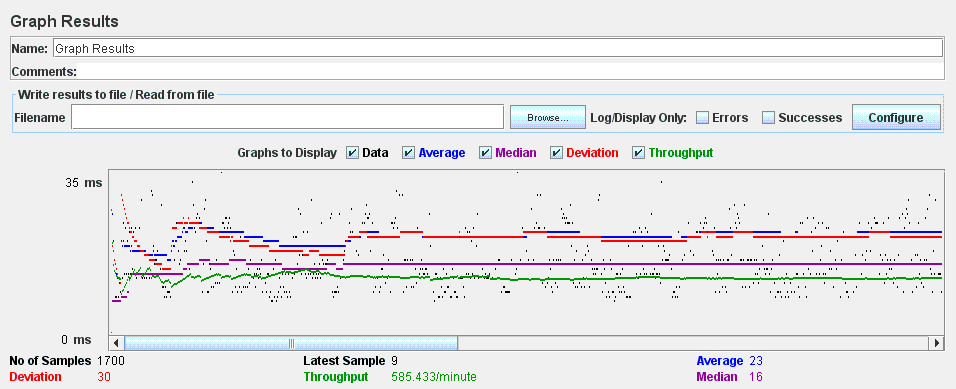 Graph Results
Name: Graph Results
Comments:
Write results to file / Read from file
Filename Browse... Log/Display Only: Errors Successes Configure
Graphs to Display Data Average Median Deviation Throughput
35 ms
0 ms
No of Samples 1700 Latest Sample 9 Average 23
Deviation 30 Throughput 585.433/minute Median 16